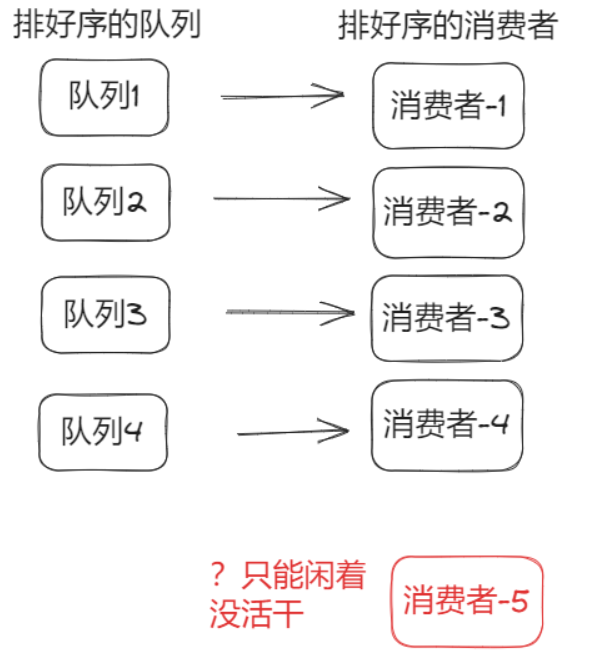 排好序的队列
排好序的消费者
队列1
消费者-1
队列2
消费者-2
队列3
消费者-3
队列4
消费者-4
？只能闲着
没活干
消费者-5